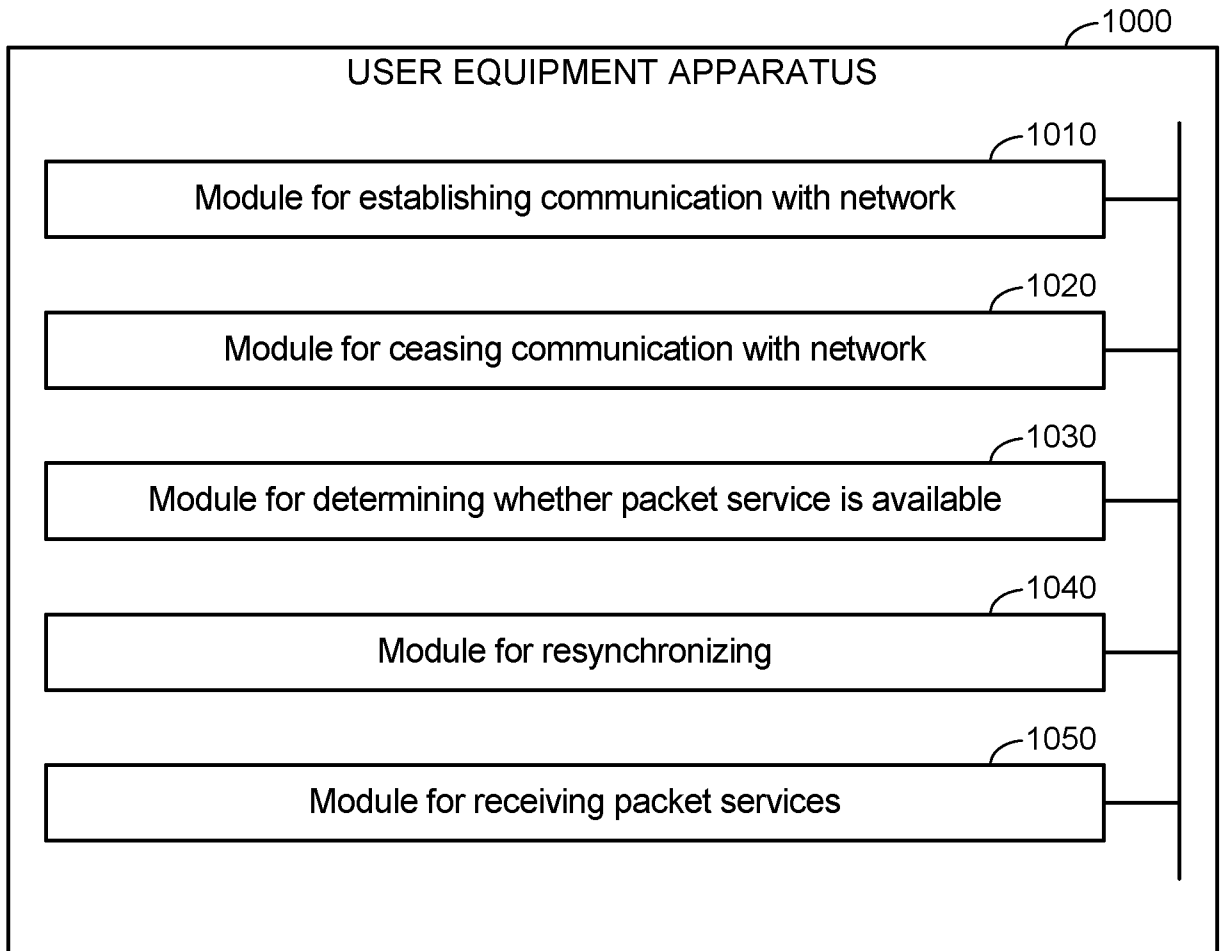 1000
USER EQUIPMENT APPARATUS
1010
Module for establishing communication with network
1020
Module for ceasing communication with network
1030
Module for determining whether packet service is available
1040
Module for resynchronizing
1050
Module for receiving packet services